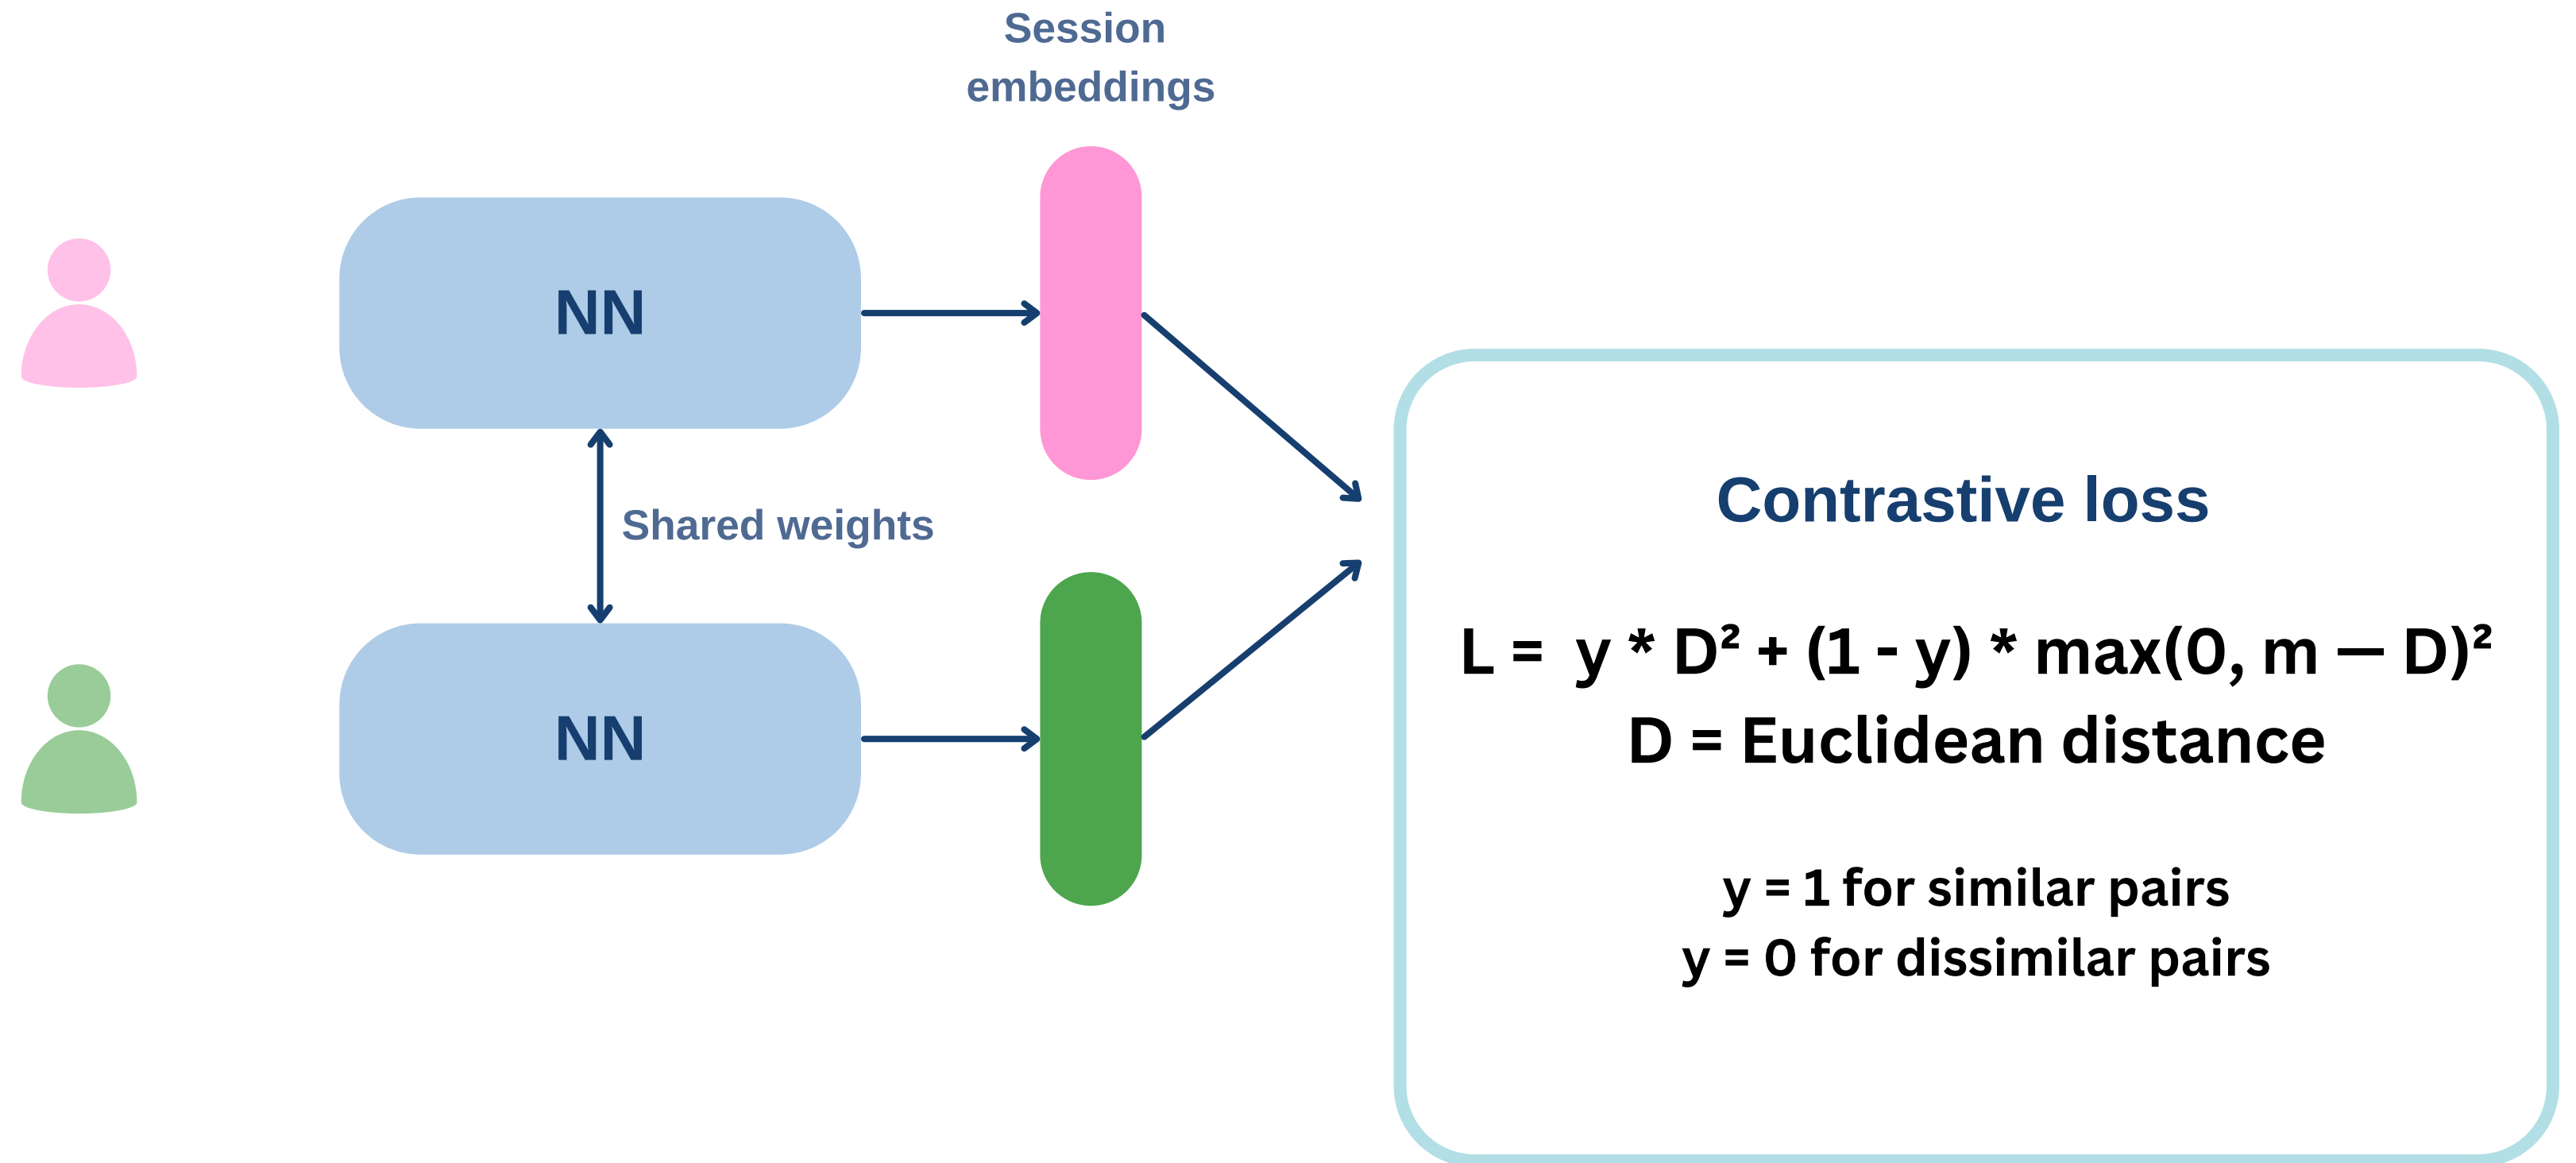 Session
embeddings
NN
Shared weights
NN
Contrastive loss
L = y * D² + (1 - y) * max(0, m — D)²
D = Euclidean distance
y = 1 for similar pairs
y = 0 for dissimilar pairs